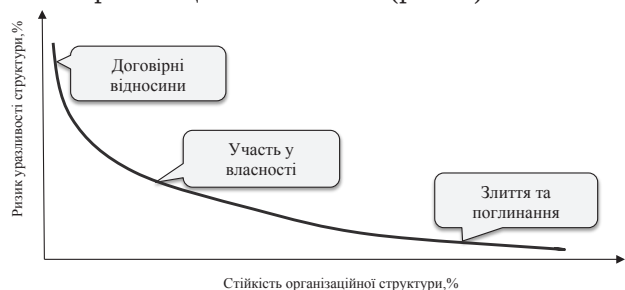 Ризик уразливості структури,%
Договірні
відносини
Участь у
власності
Злиття та
поглинання
Стійкість організаційної структури,%